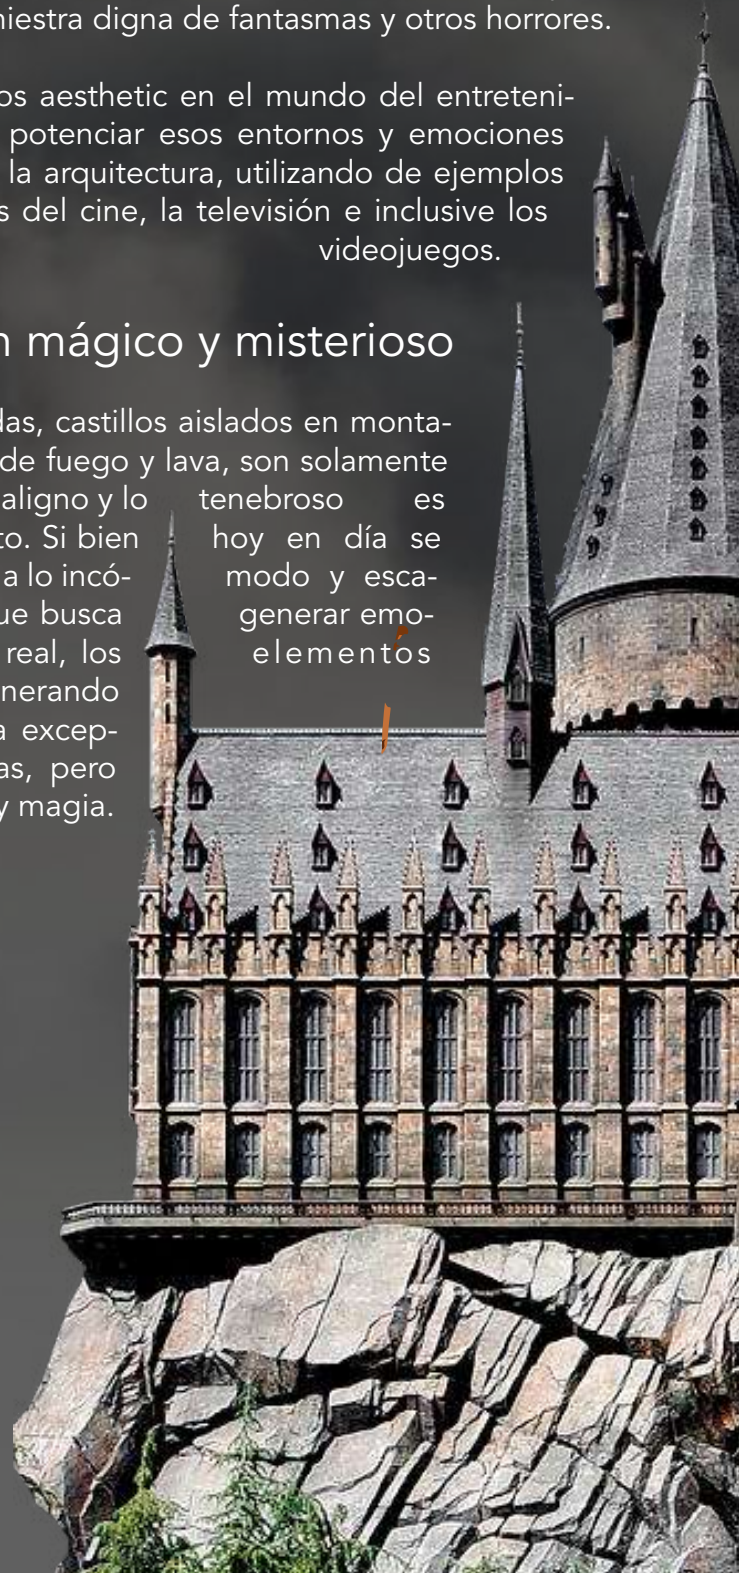 niestra digna de fantasmas y otros horrores.
os aesthetic en el mundo del entreteni-
potenciar esos entornos y emociones
la arquitectura, utilizando de ejemplos
s del cine, la televisión e inclusive los
videojuegos.
n mágico y misterioso
das, castillos aislados en monta-
de fuego y lava, son solamente
aligno y lo tenebroso es
to. Si bien hoy en día se
a lo incó- modo y esca-
ue busca generar emo-
real, los elementos
nerando
a excep-
as, pero
y magia.